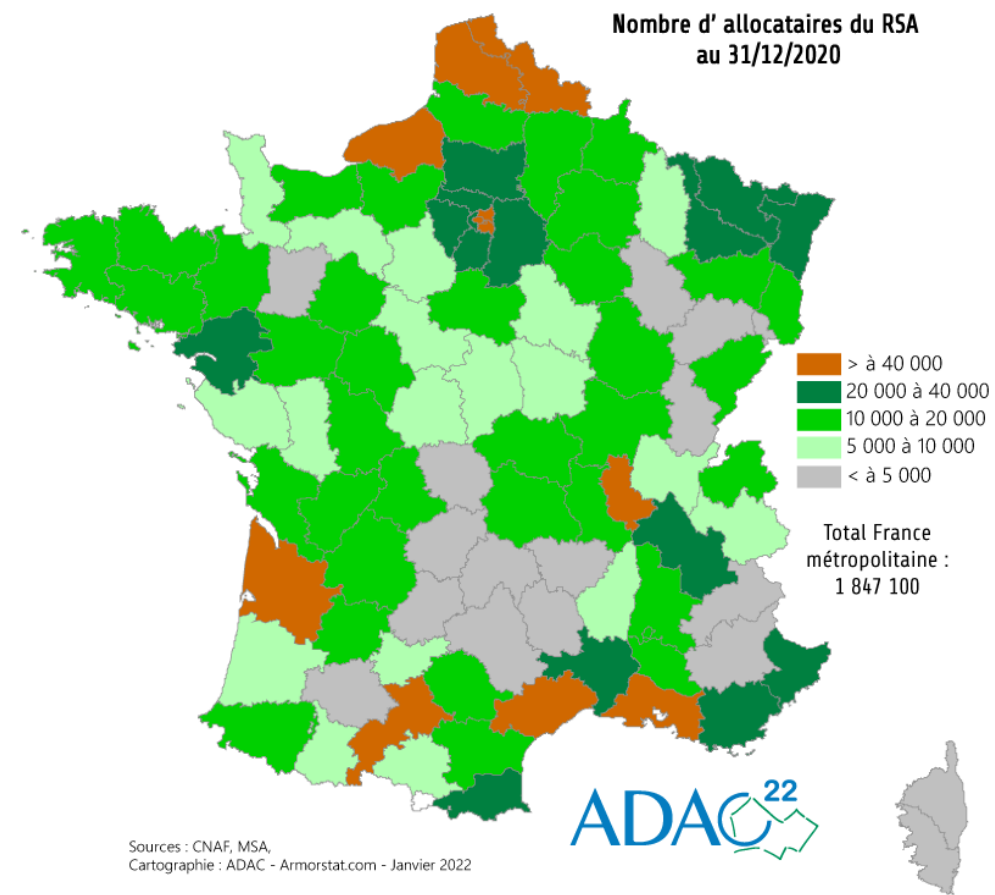 Nombre d' allocataires du RSA
au 31/12/2020
> à 40 000
20 000 à 40 000
10 000 à 20 000
5 000 à 10 000
< à 5 000
Total France
métropolitaine :
1 847 100
ADAC 22
Sources : CNAF, MSA,
Cartographie : ADAC - Armorstat.com - Janvier 2022